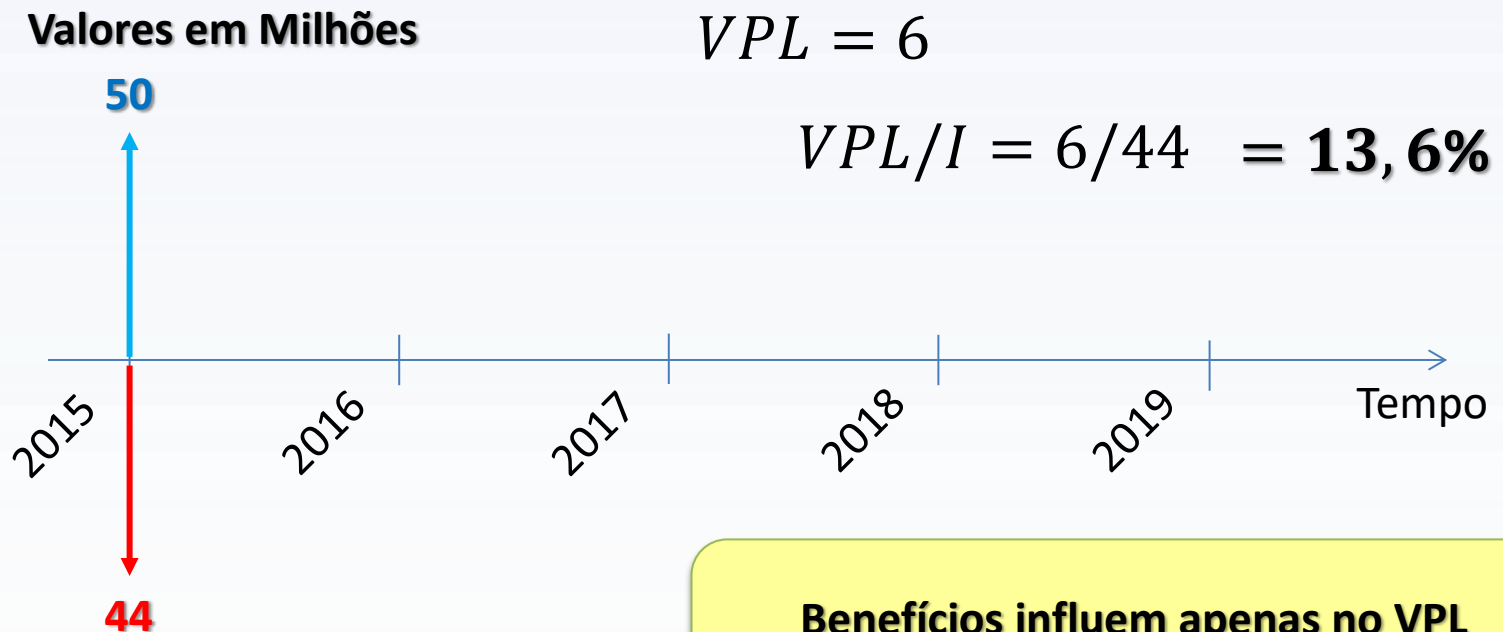 Valores em Milhões
VPL = 6
50
VPL/I = 6/44 = 13,6%
2015
2016
2017
2018
2019
Tempo
44
Benefícios influem apenas no VPL